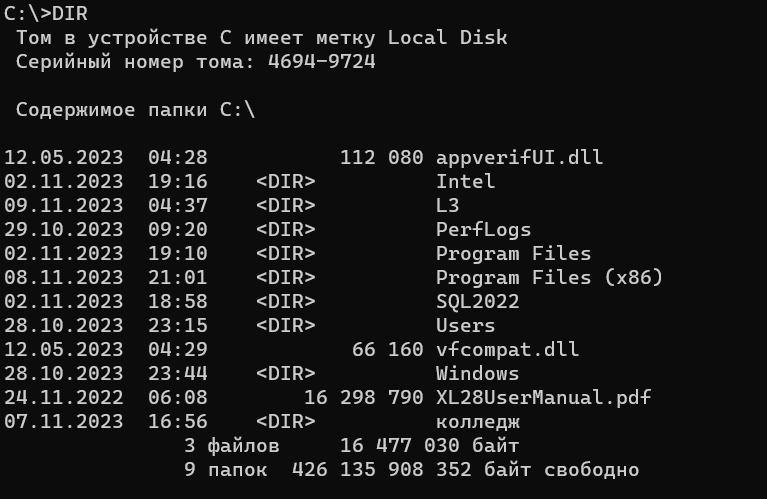 C:\>DIR
Том в устройстве C имеет метку Local Disk
Серийный номер тома: 4694-9724
Содержимое папки C:\
12.05.2023  04:28           112 080 appverifUI.dll
02.11.2023  19:16    <DIR>          Intel
09.11.2023  04:37    <DIR>          L3
29.10.2023  09:20    <DIR>          PerfLogs
02.11.2023  19:10    <DIR>          Program Files
08.11.2023  21:01    <DIR>          Program Files (x86)
02.11.2023  18:58    <DIR>          SQL2022
28.10.2023  23:15    <DIR>          Users
12.05.2023  04:29            66 160 vfcompat.dll
28.10.2023  23:44    <DIR>          Windows
24.11.2022  06:08        16 298 790 XL28UserManual.pdf
07.11.2023  16:56    <DIR>          колледж
3 файлов     16 477 030 байт
9 папок  426 135 908 352 байт свободно